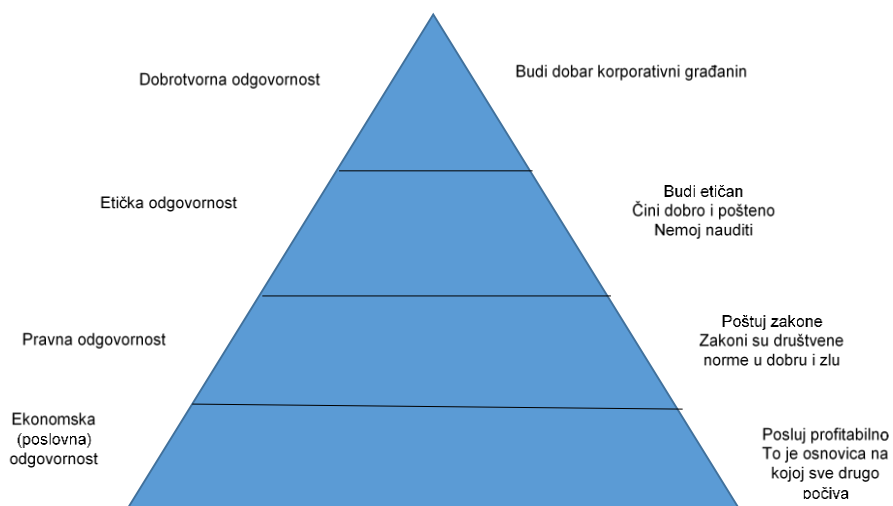 Dobrotvorna odgovornost
Budi dobar korporativni građanin
Etička odgovornost
Budi etičan
Čini dobro i pošteno
Nemoj nauditi
Pravna odgovornost
Poštuj zakone
Zakoni su društvene
norme u dobru i zlu
Ekonomska
(poslovna)
odgovornost
Posluj profitabilno
To je osnovica na
kojoj sve drugo
počiva